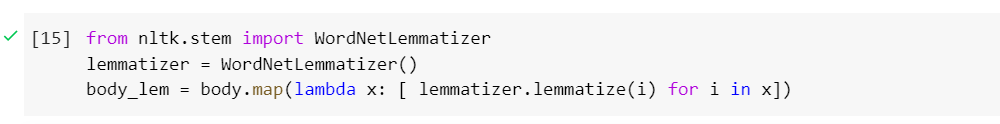 [15] from nltk.stem import WordNetLemmatizer
lemmatizer = WordNetLemmatizer()
body_lem = body.map(lambda x: [ lemmatizer.lemmatize(i) for i in x])